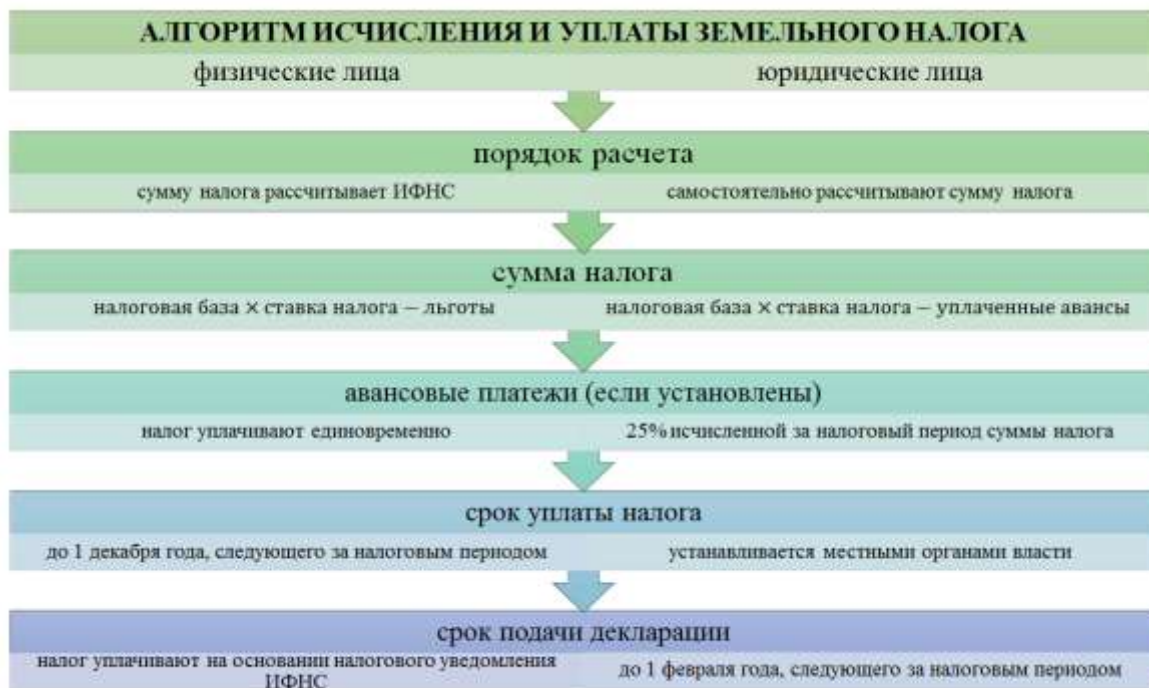 АЛГОРИТМ ИСЧИСЛЕНИЯ И УПЛАТЫ ЗЕМЕЛЬНОГО НАЛОГА
физические лица
юридические лица
порядок расчета
сумму налога рассчитывает ИФНС
самостоятельно рассчитывают сумму налога
сумма налога
налоговая база × ставка налога – льготы
налоговая база × ставка налога – уплаченные авансы
авансовые платежи (если установлены)
налог уплачивают единовременно
25% исчисленной за налоговый период суммы налога
срок уплаты налога
до 1 декабря года, следующего за налоговым периодом
устанавливается местными органами власти
срок подачи декларации
налог уплачивают на основании налогового уведомления
ИФНС
до 1 февраля года, следующего за налоговым периодом